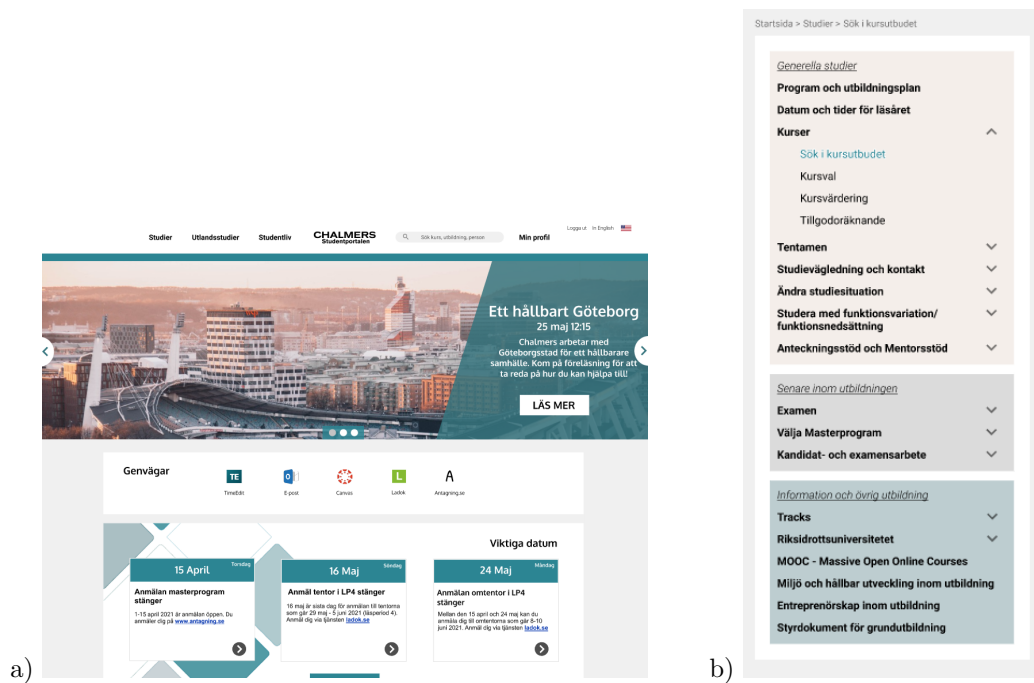 Studier Utlandsstudier Studentliv CHALMERS Studentportalen Sök kurs, utbildning, person Min profil Logga ut In English
Ett hållbart Göteborg
25 maj 12:15
Chalmers arbetar med
Göteborgsstad för ett hållbarare
samhälle. Kom på föreläsning för att
ta reda på hur du kan hjälpa till!
LÄS MER
Genvägar
TE
O
L
A
TimeEdit
E-post
Canvas
Ladok
Antagning.se
Viktiga datum
15 April Torsdag
Anmälan masterprogram
stänger
1-15 april 2021 är anmälan öppen. Du
anmäler dig på www.antagning.se
16 Maj Söndag
Anmäl tentor i LP4 stänger
16 maj är sista dag för anmälan till tentorna
som går 29 maj - 5 juni 2021 (läsperiod 4).
Anmäl dig via tjänsten ladok.se
24 Maj Måndag
Anmälan omtentor i LP4
stänger
Mellan den 15 april och 24 maj kan du
anmäla dig till omtentorna som går 8-10
juni 2021. Anmäl dig via tjänsten ladok.se
a)
Startsida > Studier > Sök i kursutbudet
Generella studier
Program och utbildningsplan
Datum och tider för läsåret
Kurser
Sök i kursutbudet
Kursval
Kursvärdering
Tillgodoräknande
Tentamen
Studievägledning och kontakt
Ändra studiesituation
Studera med funktionsvariation/
funktionsnedsättning
Anteckningsstöd och Mentorsstöd
Senare inom utbildningen
Examen
Välja Masterprogram
Kandidat- och examensarbete
Information och övrig utbildning
Tracks
Riksidrottsuniversitetet
MOOC - Massive Open Online Courses
Miljö och hållbar utveckling inom utbildning
Entreprenörskap inom utbildning
Styrdokument för grundutbildning
b)